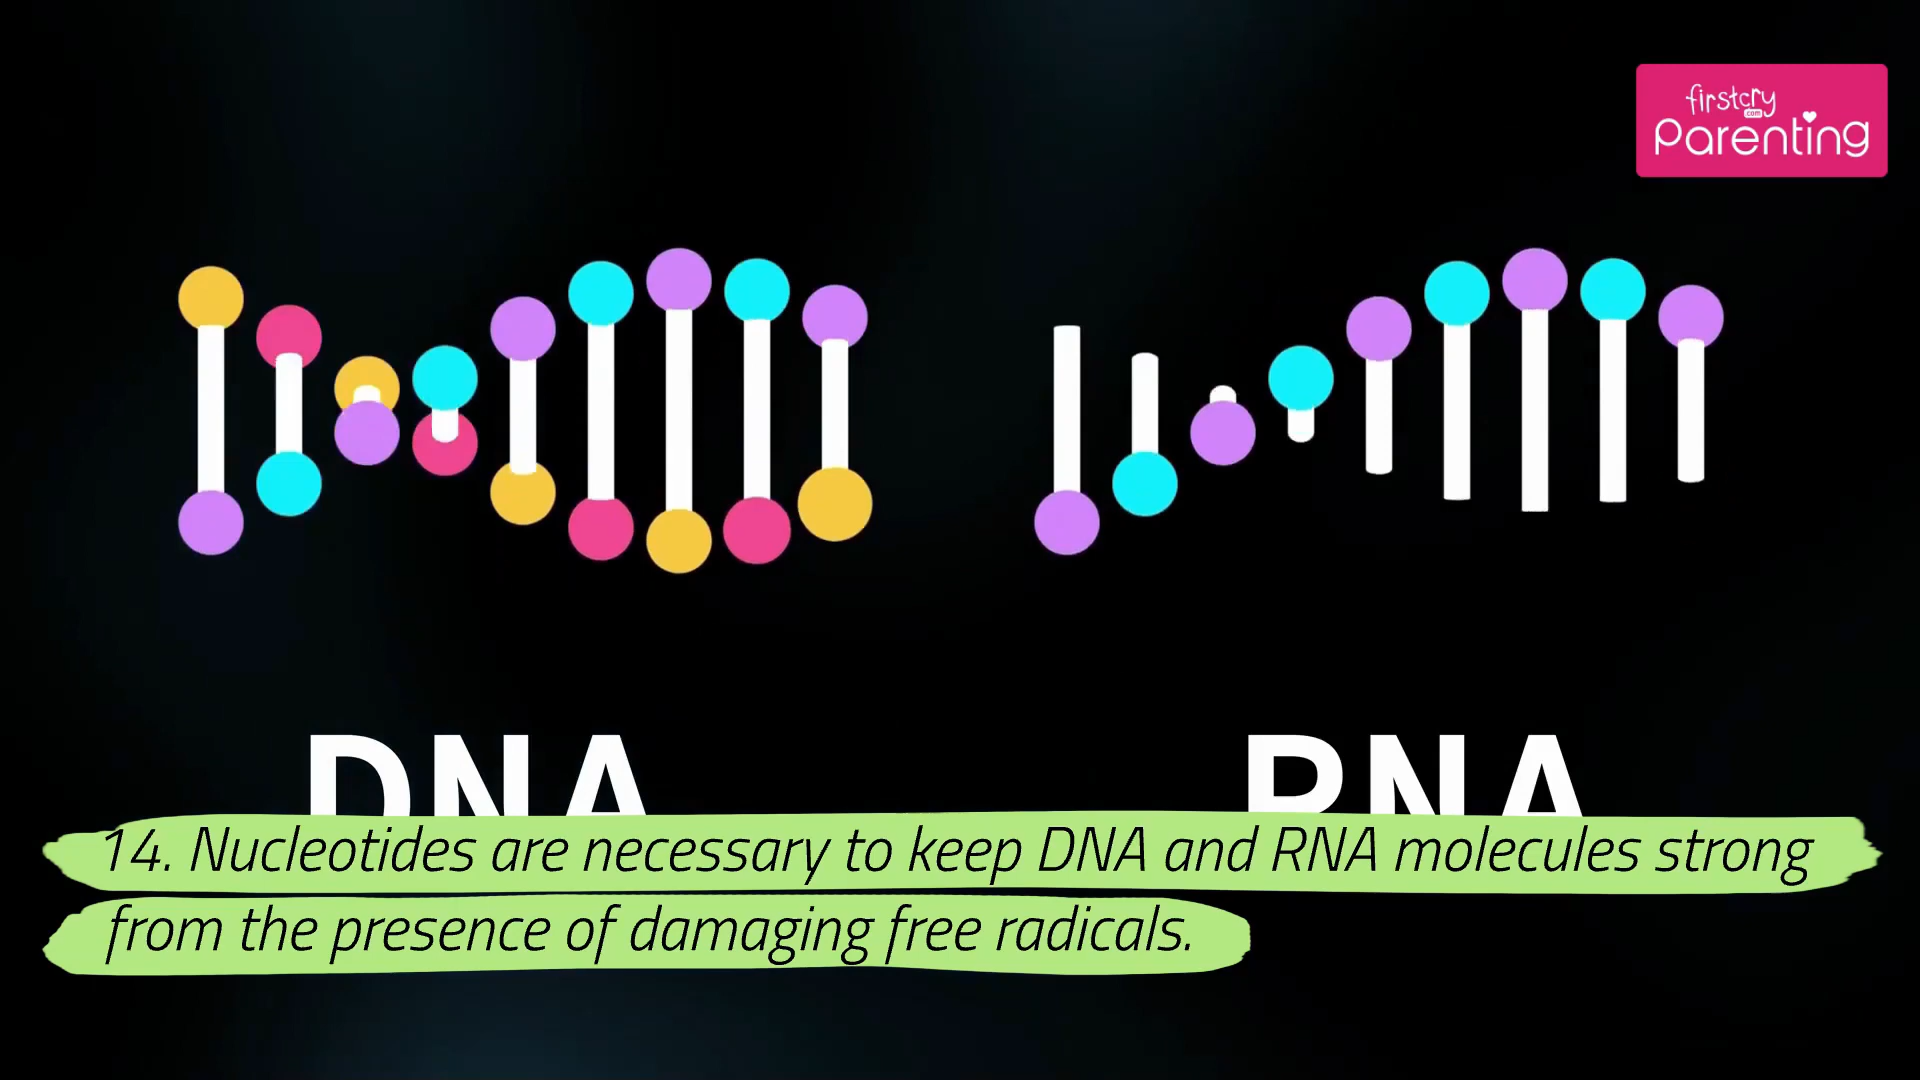 firstcry
.com
Parenting
DNA
RNA
14. Nucleotides are necessary to keep DNA and RNA molecules strong
from the presence of damaging free radicals.